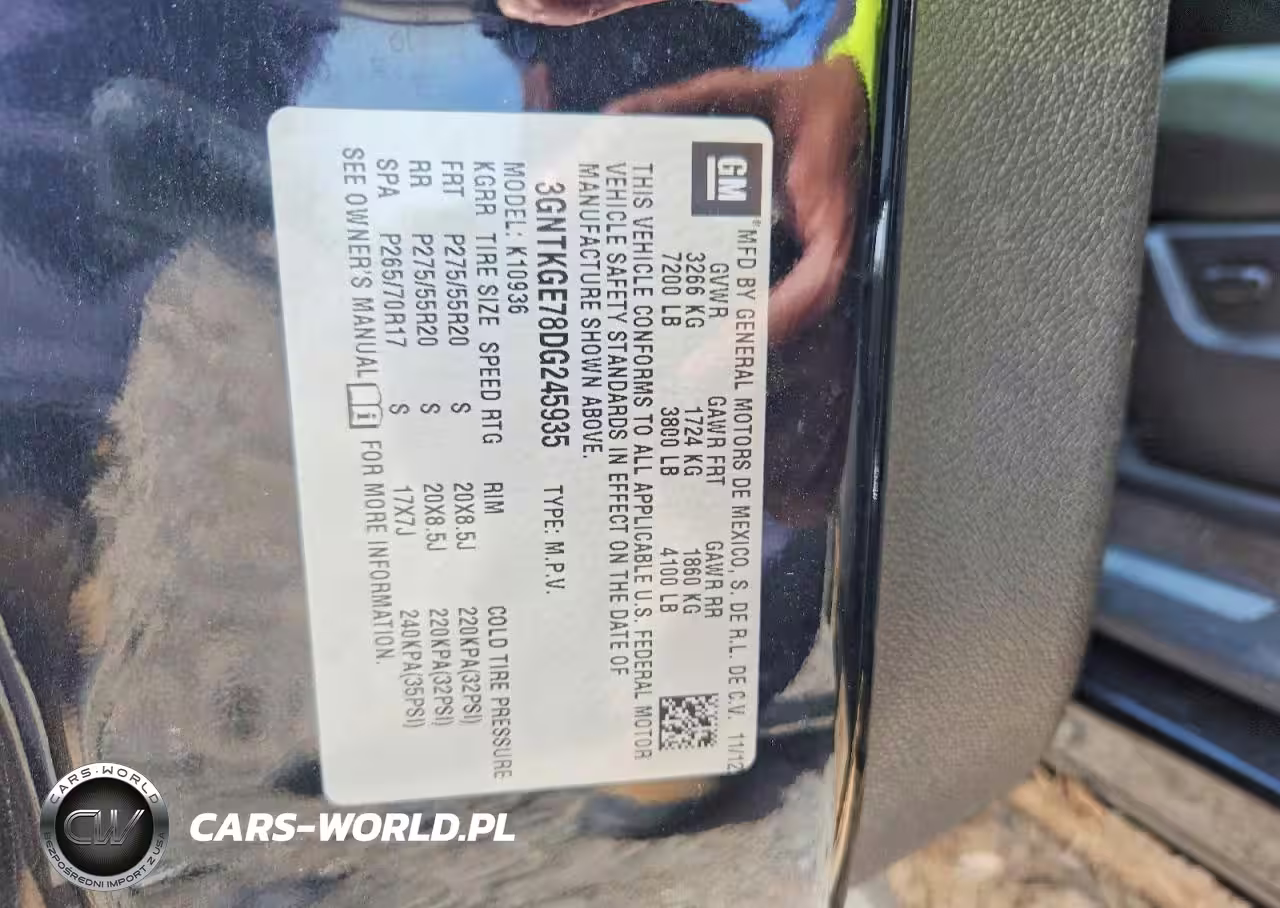 GM
MFD BY GENERAL MOTORS DE MEXICO, S. DE R.L. DE C.V. 11/12
GVWR GAWR FRT GAWR RR
3266 KG 1724 KG 1860 KG
7200 LB 3800 LB 4100 LB
THIS VEHICLE CONFORMS TO ALL APPLICABLE U.S. FEDERAL MOTOR
VEHICLE SAFETY STANDARDS IN EFFECT ON THE DATE OF
MANUFACTURE SHOWN ABOVE.
3GNTKGE78DG245935 TYPE: M.P.V.
MODEL: K10936
KGRR TIRE SIZE SPEED RTG RIM COLD TIRE PRESSURE
FRT P275/55R20 S 20X8.5J 220KPA(32PSI)
RR P275/55R20 S 20X8.5J 220KPA(32PSI)
SPA P265/70R17 S 17X7J 240KPA(35PSI)
SEE OWNER'S MANUAL i FOR MORE INFORMATION.
CARS-WORLD
CW
BEZPOŚREDNI IMPORT Z USA
CARS-WORLD.PL